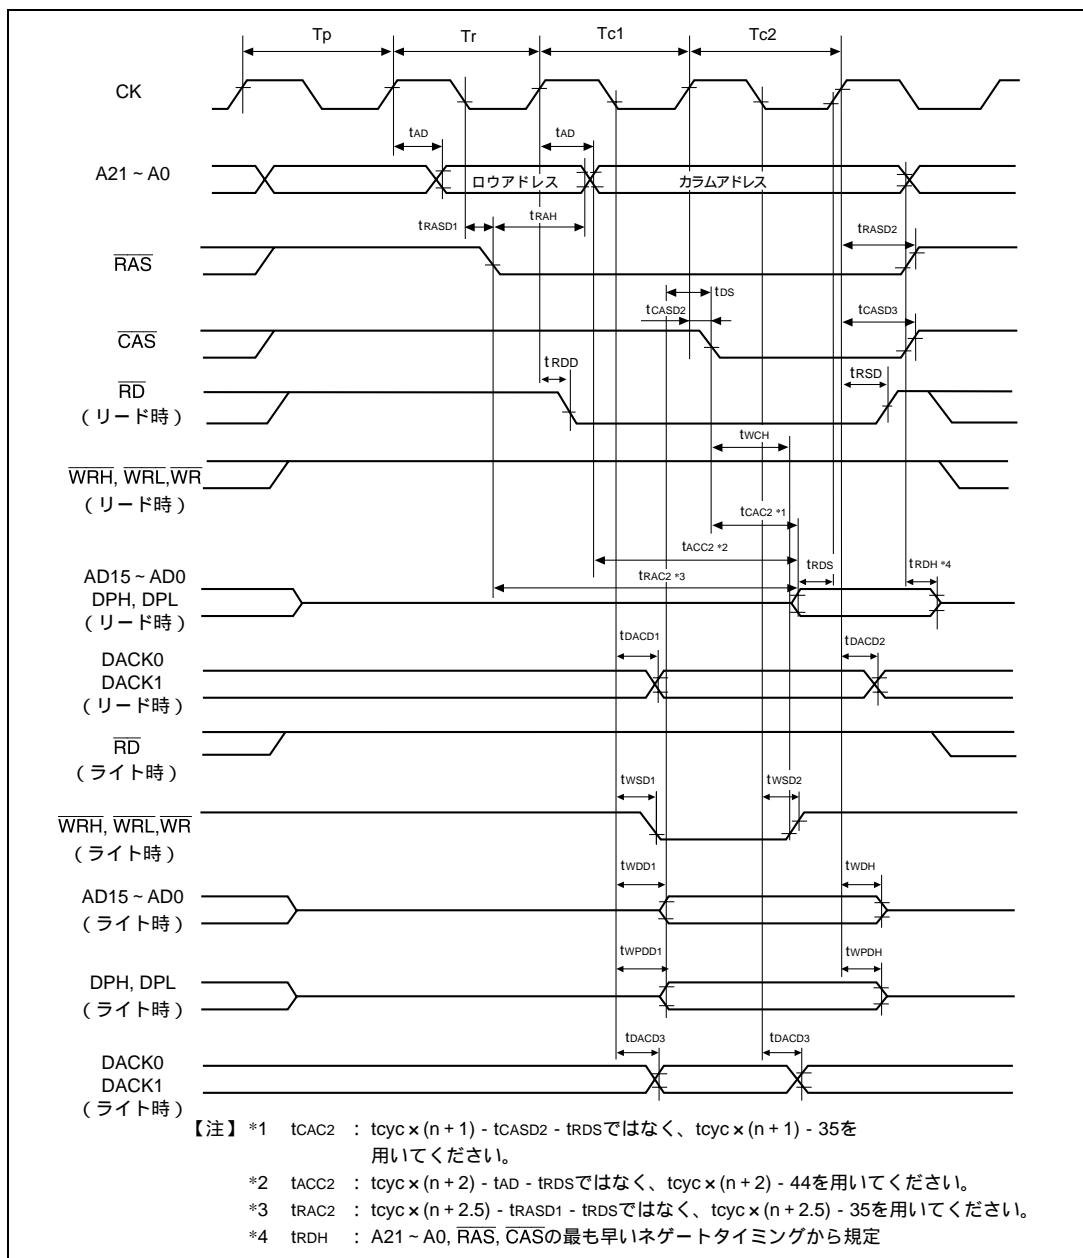 Tp Tr Tc1 Tc2
CK
tAD tAD
A21 ~ A0 ロウアドレス カラムアドレス
tRASD1 tRAH tRASD2
RAS
tDS
tCASD2 tCASD3
CAS
tRDD tRSD
RD
(リード時)
tWCH
WRH, WRL,WR
(リード時)
tCAC2 *1
tACC2 *2
tRAC2 *3 tRDS tRDH *4
AD15 ~ AD0
DPH, DPL
(リード時)
tDACD1 tDACD2
DACK0
DACK1
(リード時)
RD
(ライト時)
tWSD1 tWSD2
WRH, WRL,WR
(ライト時)
tWDD1 tWDH
AD15 ~ AD0
(ライト時)
tWPDD1 tWPDH
DPH, DPL
(ライト時)
tDACD3 tDACD3
DACK0
DACK1
(ライト時)
【注】 *1 tCAC2 : tcyc × (n + 1) - tCASD2 - tRDSではなく、tcyc × (n + 1) - 35を
用いてください。
*2 tACC2 : tcyc × (n + 2) - tAD - tRDSではなく、tcyc × (n + 2) - 44を用いてください。
*3 tRAC2 : tcyc × (n + 2.5) - tRASD1 - tRDSではなく、tcyc × (n + 2.5) - 35を用いてください。
*4 tRDH : A21 ~ A0, RAS, CASの最も早いネゲートタイミングから規定